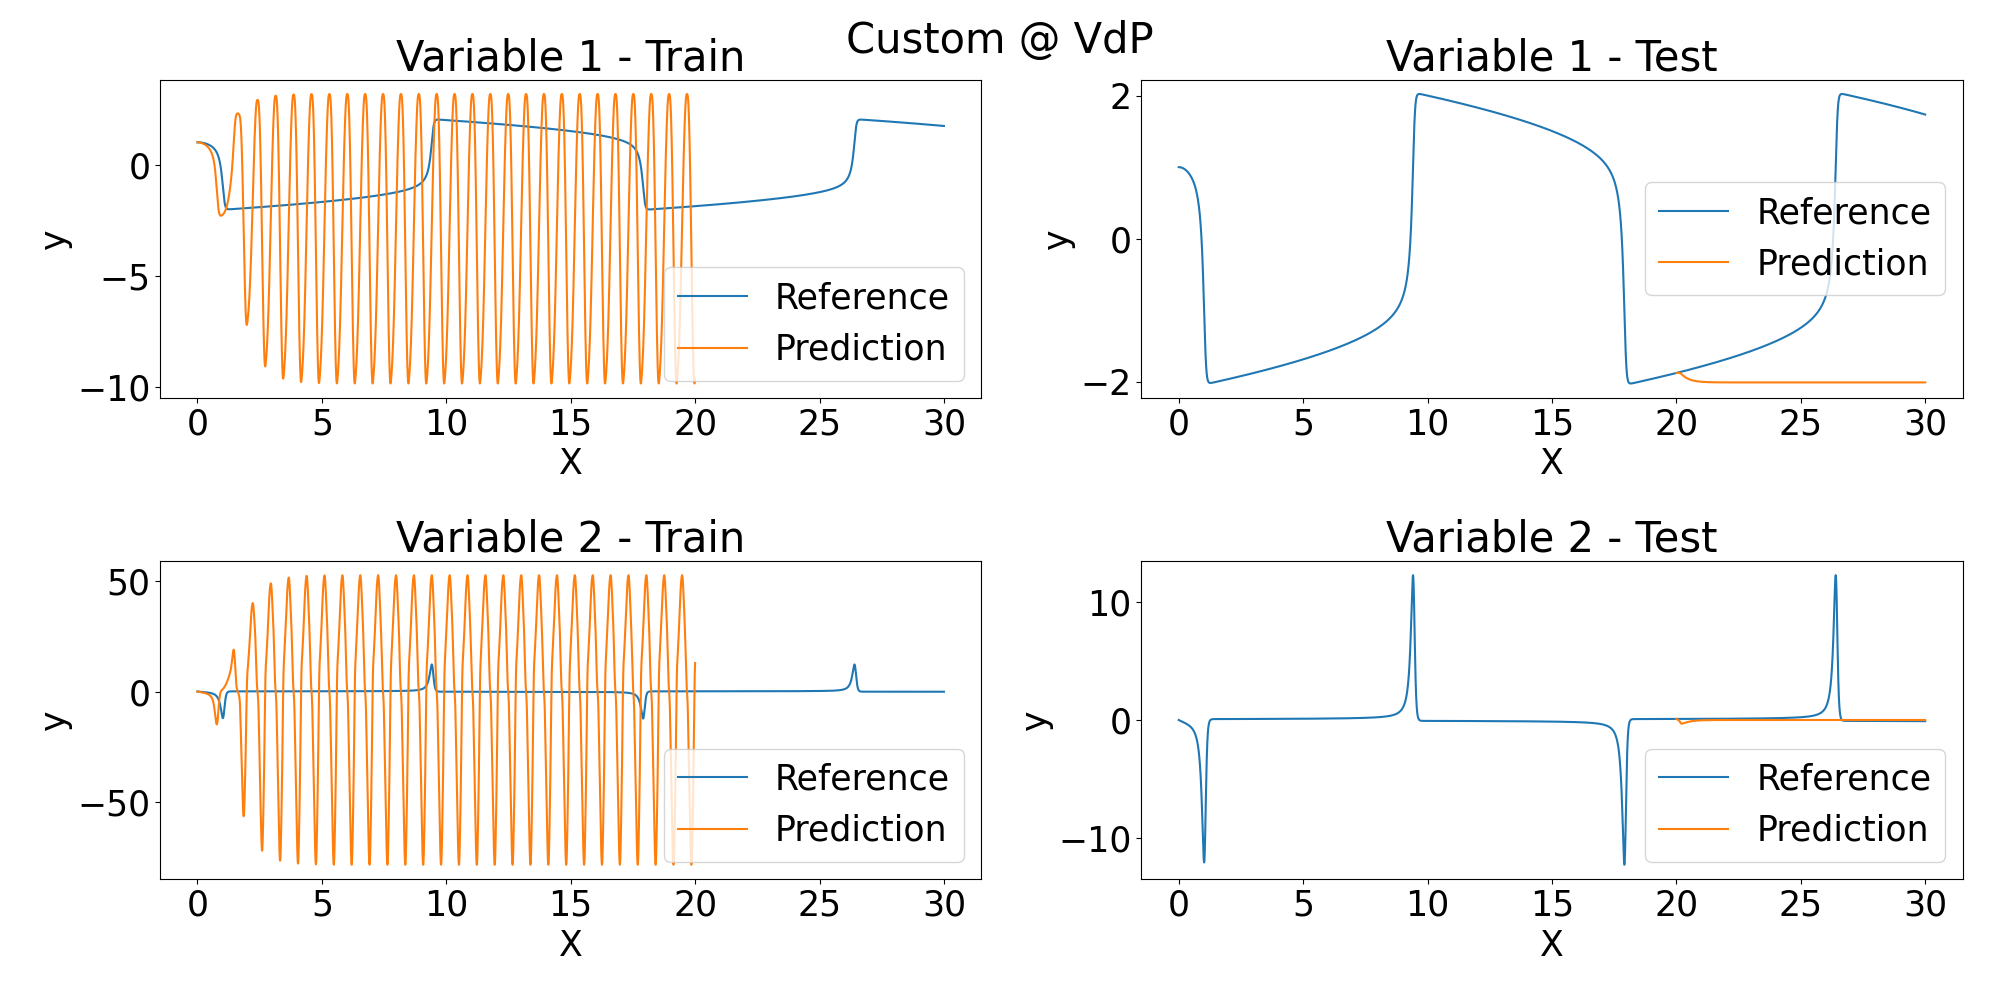 Custom @ VdP
Variable 1 - Train
0
−5
−10
y
0 5 10 15 20 25 30
X
Reference
Prediction
Variable 1 - Test
2
0
−2
y
0 5 10 15 20 25 30
X
Reference
Prediction
Variable 2 - Train
50
0
−50
y
0 5 10 15 20 25 30
X
Reference
Prediction
Variable 2 - Test
10
0
−10
y
0 5 10 15 20 25 30
X
Reference
Prediction